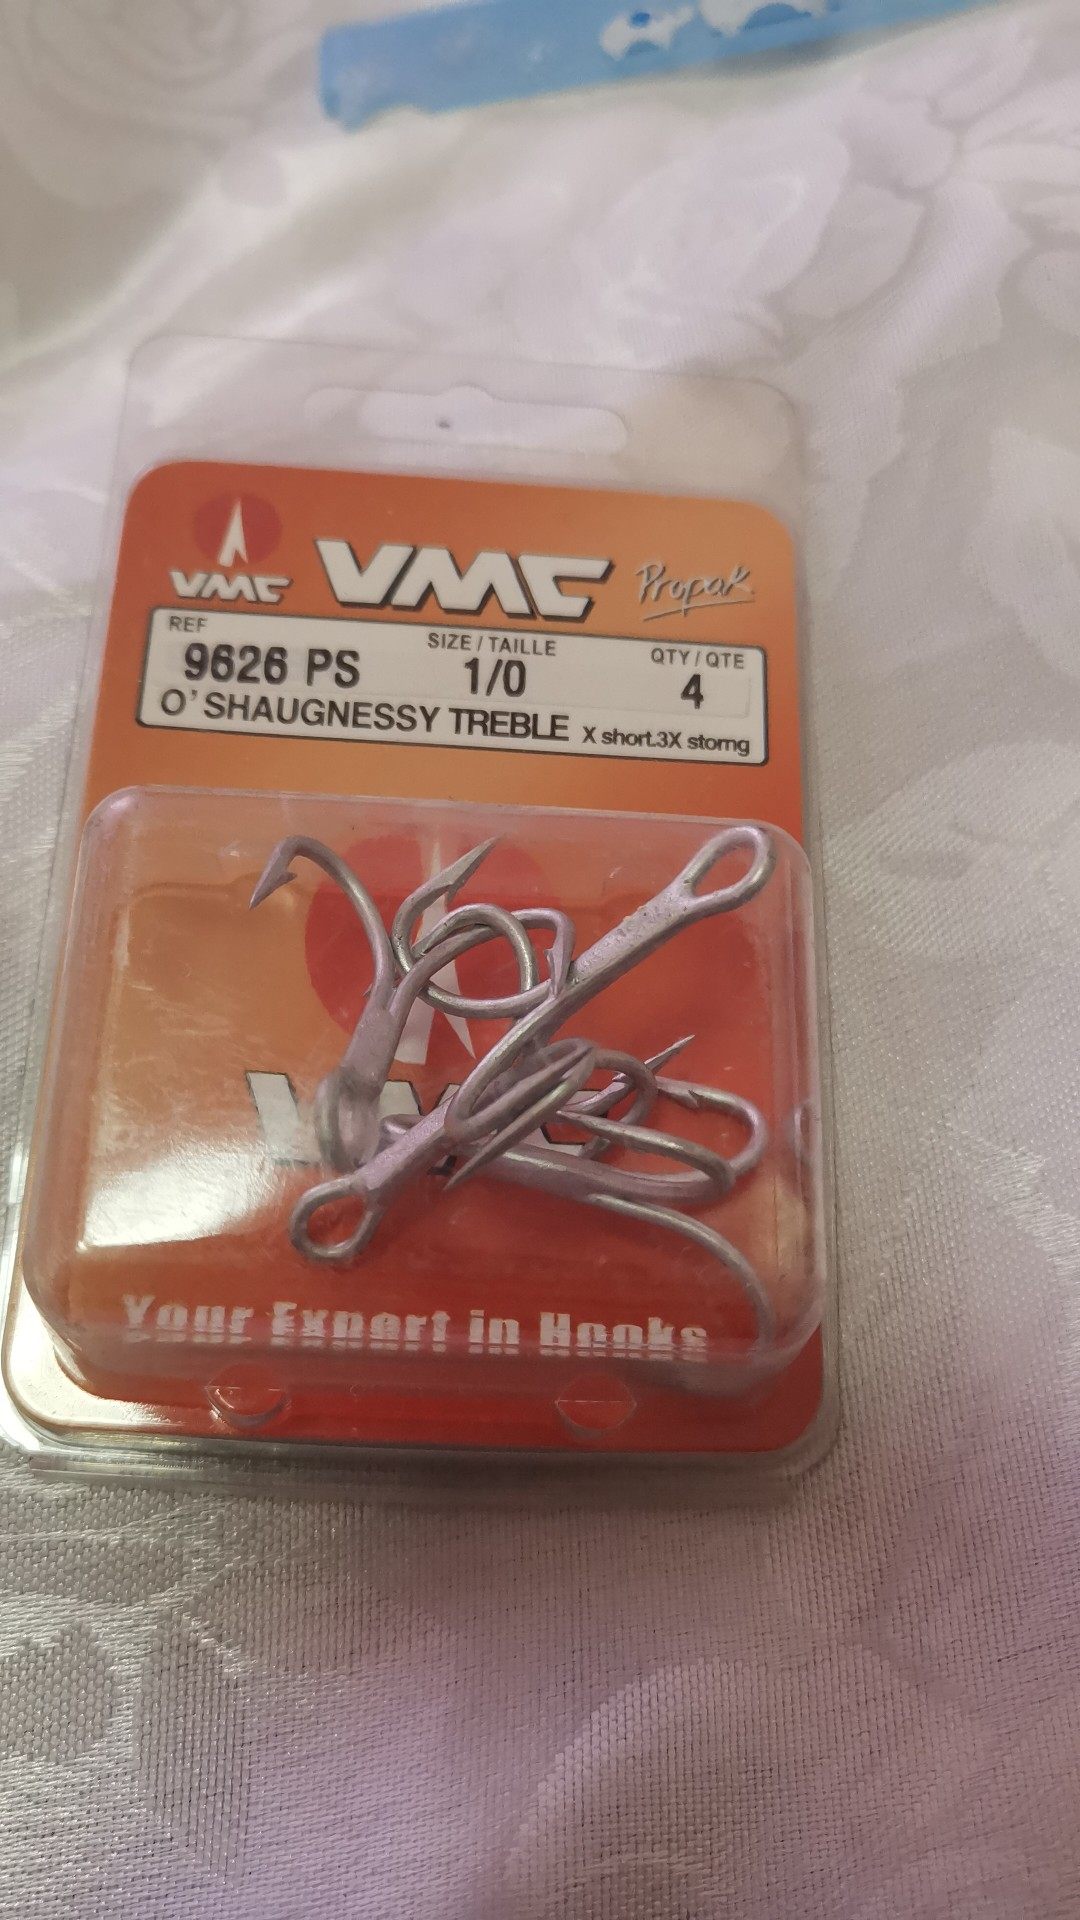 VMC VMC Propak
REF SIZE / TAILLE QTY / QTE
9626 PS 1/0 4
O'SHAUGNESSY TREBLE X short.3X storng
VMC
Your Expert in Hooks